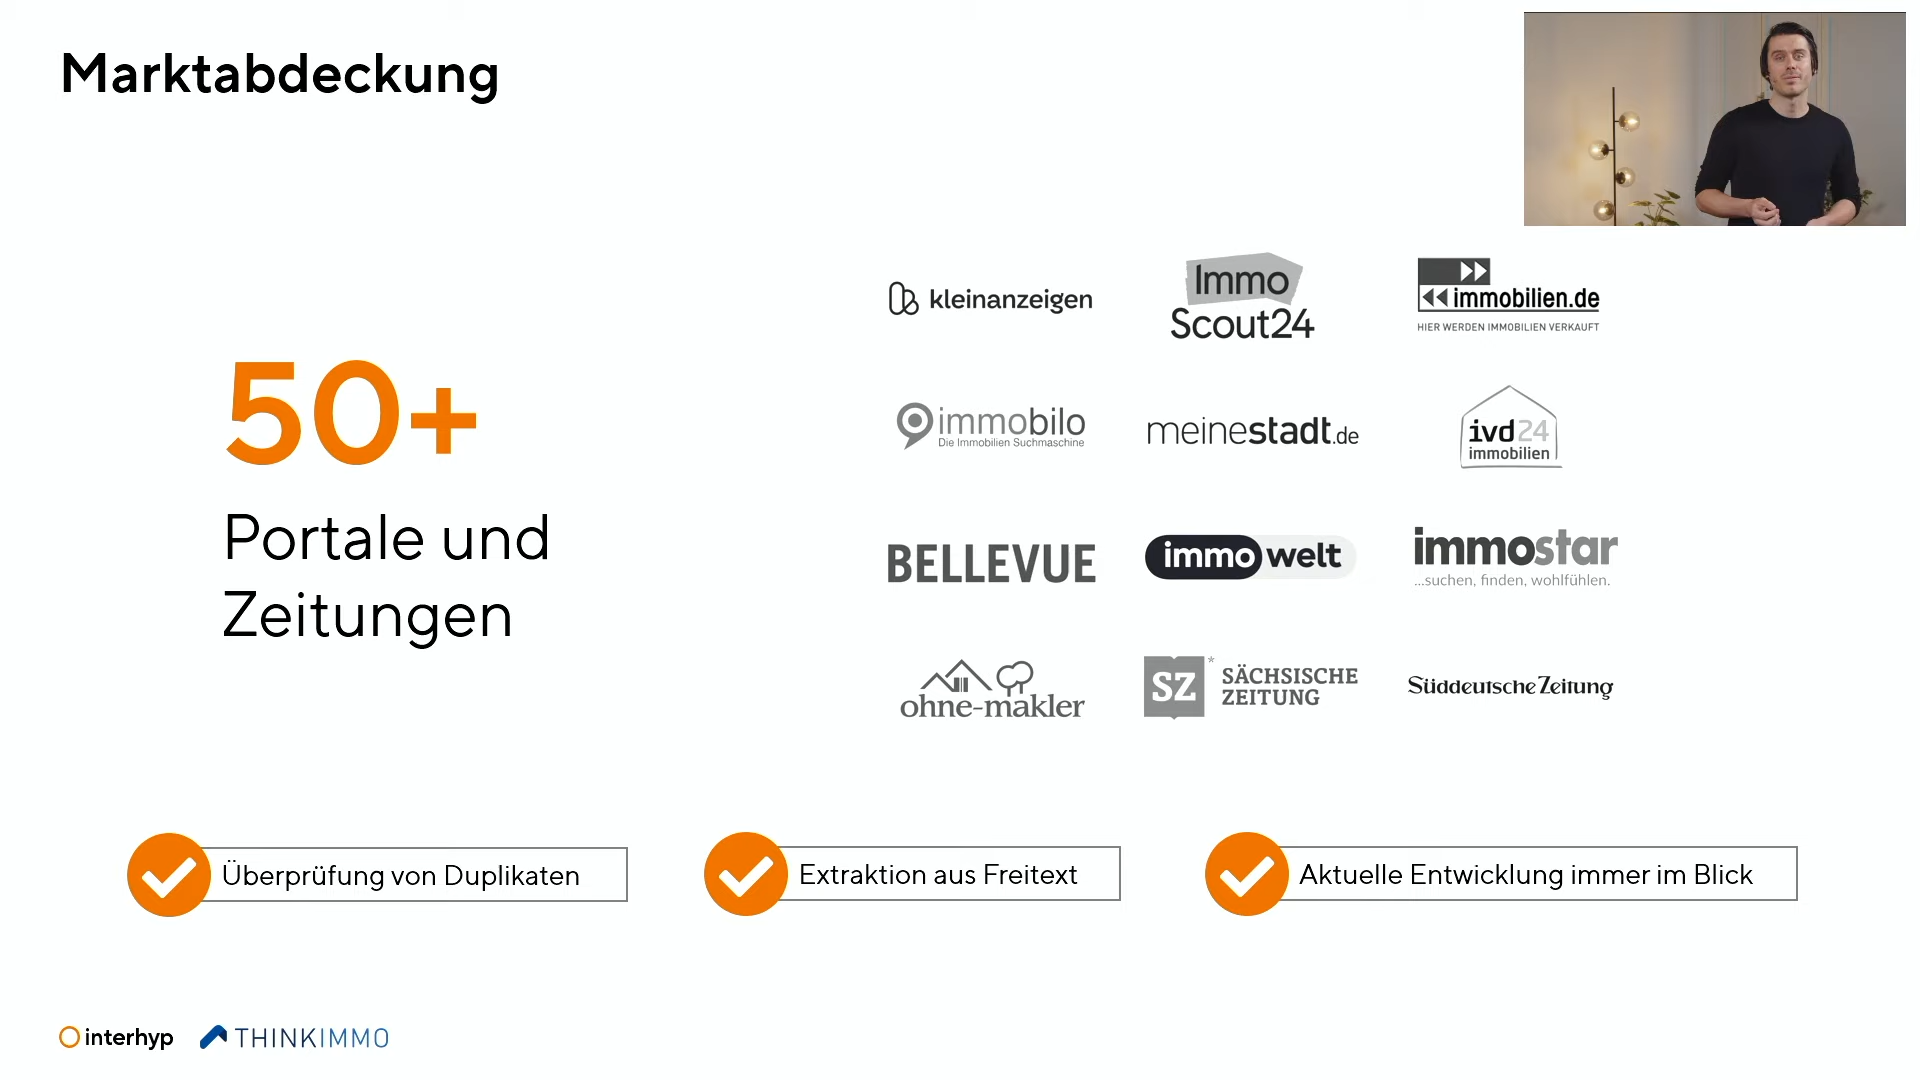 Marktabdeckung
50+
Portale und
Zeitungen
kleinanzeigen
Immo
Scout24
immobilien.de
HIER WERDEN IMMOBILIEN VERKAUFT
immobilo
Die Immobilien Suchmaschine
meinestadt.de
ivd24
immobilien
BELLEVUE
immowelt
immostar
...suchen, finden, wohlfühlen.
ohne-makler
SZ*
SÄCHSISCHE
ZEITUNG
Süddeutsche Zeitung
Überprüfung von Duplikaten
Extraktion aus Freitext
Aktuelle Entwicklung immer im Blick
interhyp
THINKIMMO